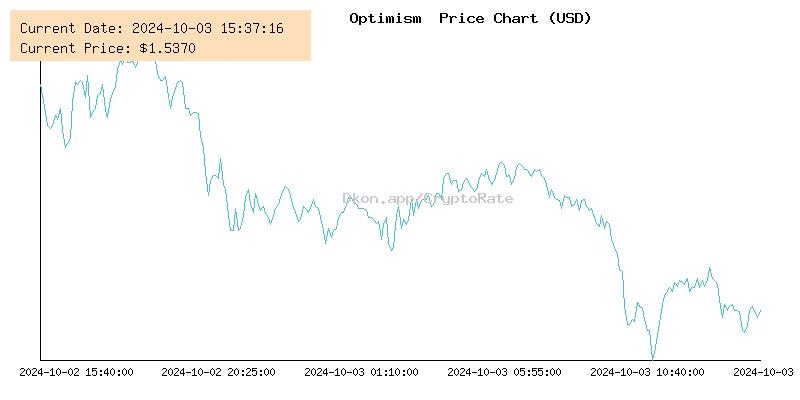 Optimism  Price Chart (USD)
Current Date: 2024-10-03 15:37:16
Current Price: $1.5370
Dkon.app/CryptoRate
2024-10-02 15:40:00 2024-10-02 20:25:00 2024-10-03 01:10:00 2024-10-03 05:55:00 2024-10-03 10:40:00 2024-10-03